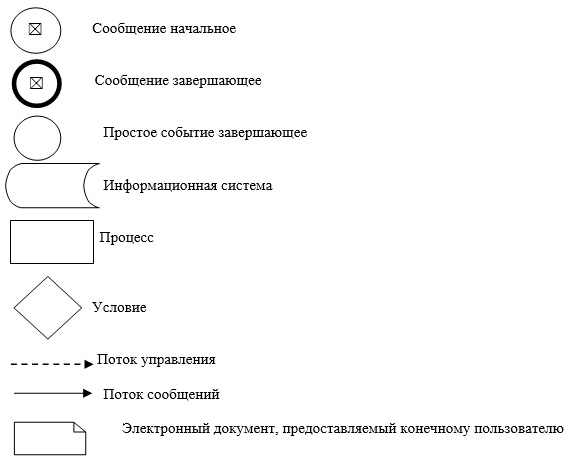 Сообщение начальное
Сообщение завершающее
Простое событие завершающее
Информационная система
Процесс
Условие
Поток управления
Поток сообщений
Электронный документ, предоставляемый конечному пользователю